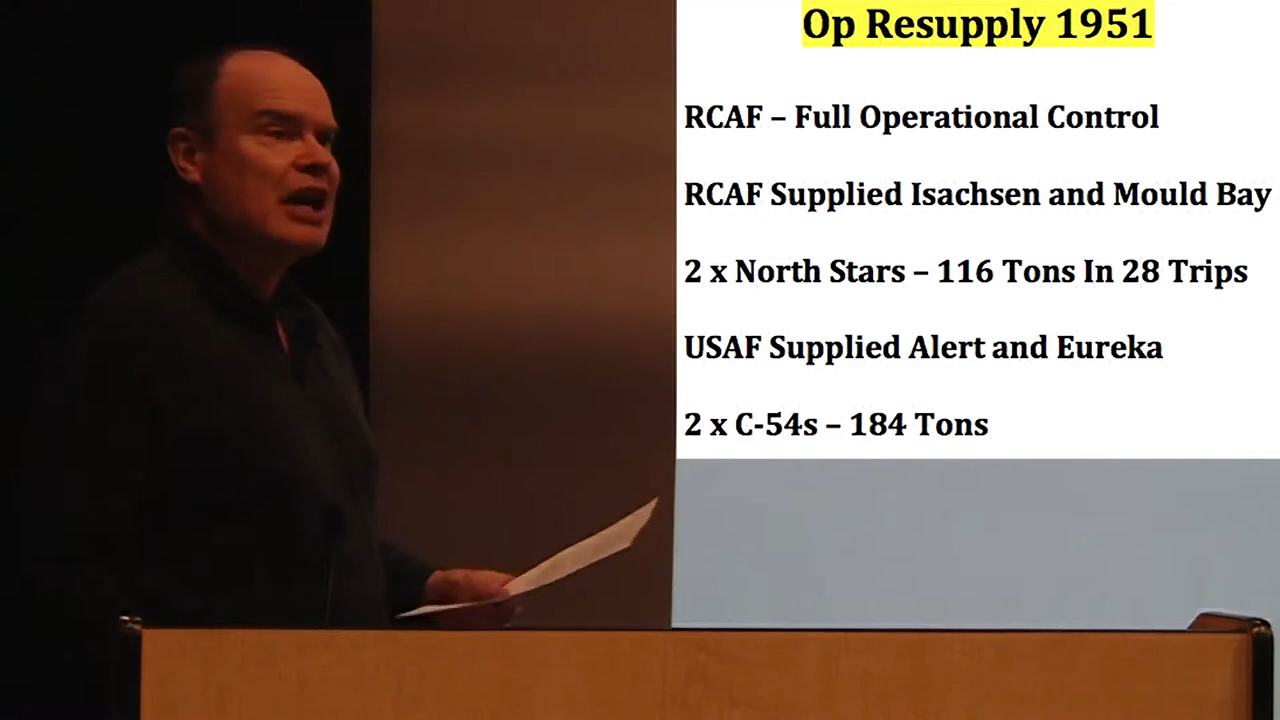 Op Resupply 1951
RCAF – Full Operational Control
RCAF Supplied Isachsen and Mould Bay
2 x North Stars – 116 Tons In 28 Trips
USAF Supplied Alert and Eureka
2 x C-54s – 184 Tons